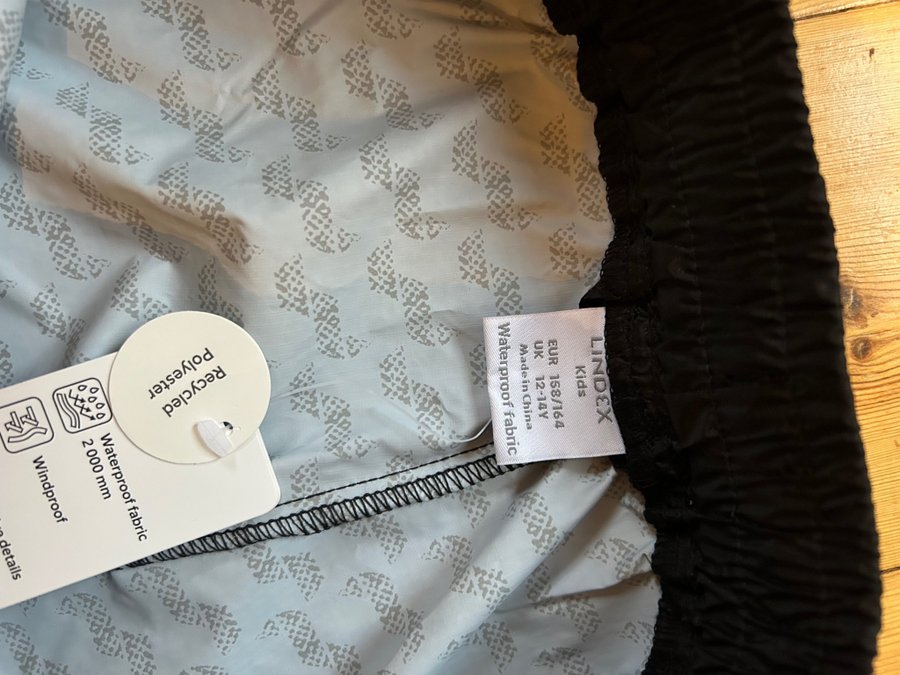 LINDEX
Kids
EUR 158/164
UK 12-14Y
Made in China
Waterproof fabric
Recycled
Polyester
Waterproof fabric
2 000 mm
Windproof
details